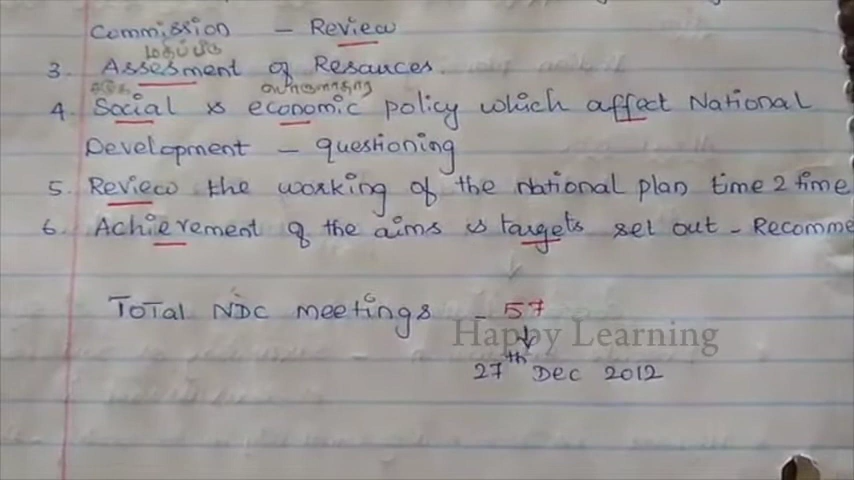 Commission - Review
மதிப்பீடு
3. Assesment of Resources.
பொருளாதார
4. Social & economic policy which affect National
Development - questioning
5. Review the working of the national plan time 2 time
6. Achievement of the aims & targets set out - Recomme
Total NDC meetings - 57
Happy Learning
27th Dec 2012